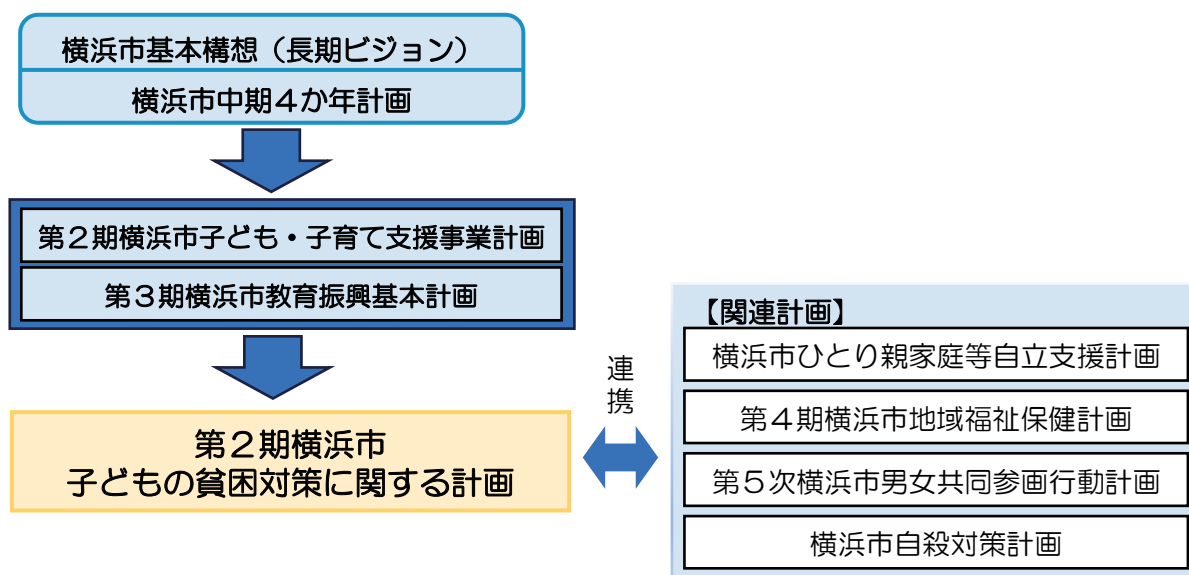 横浜市基本構想（長期ビジョン）
横浜市中期４か年計画
第２期横浜市子ども・子育て支援事業計画
第３期横浜市教育振興基本計画
第２期横浜市
子どもの貧困対策に関する計画
連携
【関連計画】
横浜市ひとり親家庭等自立支援計画
第４期横浜市地域福祉保健計画
第５次横浜市男女共同参画行動計画
横浜市自殺対策計画